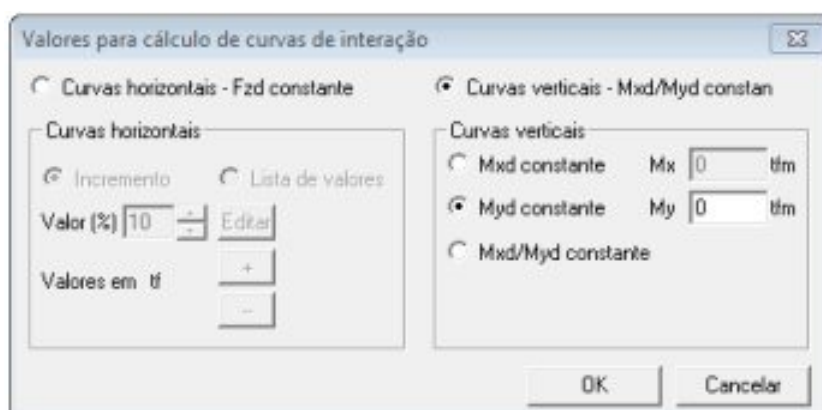 Valores para cálculo de curvas de interação
Curvas horizontais - Fzd constante
Curvas verticais - Mxd/Myd constan
Curvas horizontais
Incremento
Lista de valores
Valor (%) 10
Editar
Valores em tf
+
-
Curvas verticais
Mxd constante Mx 0 tfm
Myd constante My 0 tfm
Mxd/Myd constante
OK
Cancelar